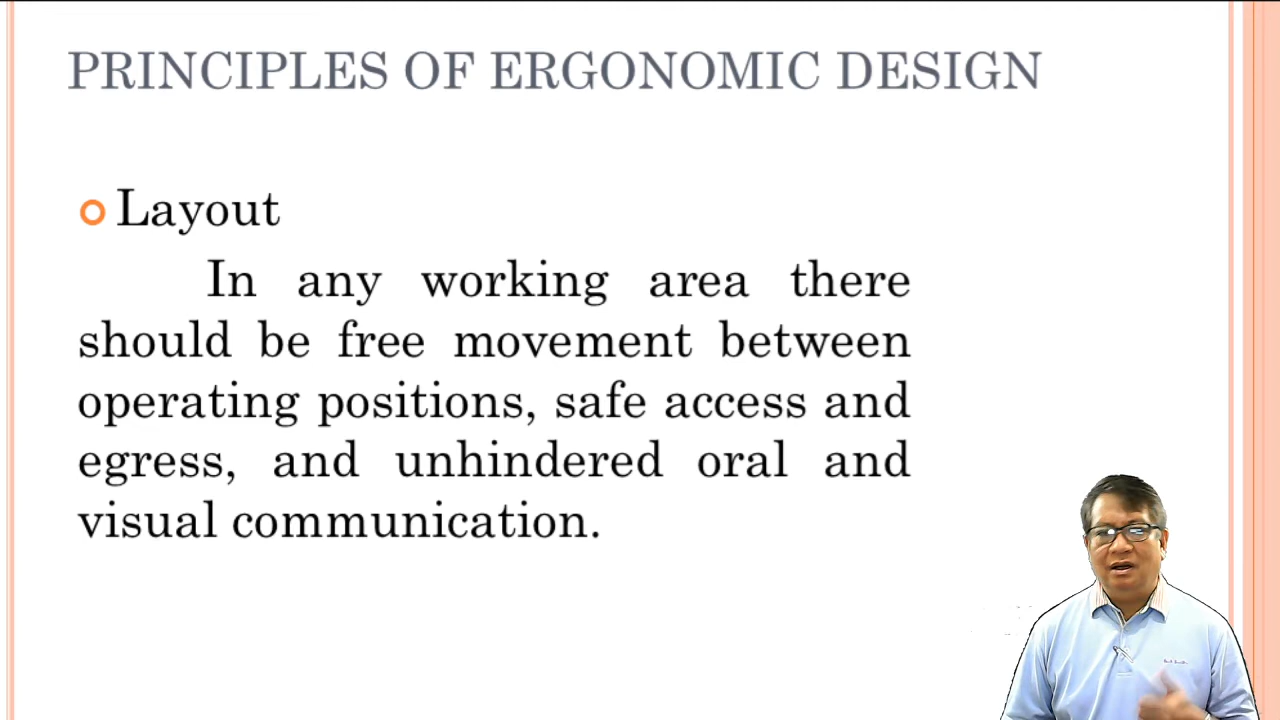 PRINCIPLES OF ERGONOMIC DESIGN
Layout
In any working area there
should be free movement between
operating positions, safe access and
egress, and unhindered oral and
visual communication.